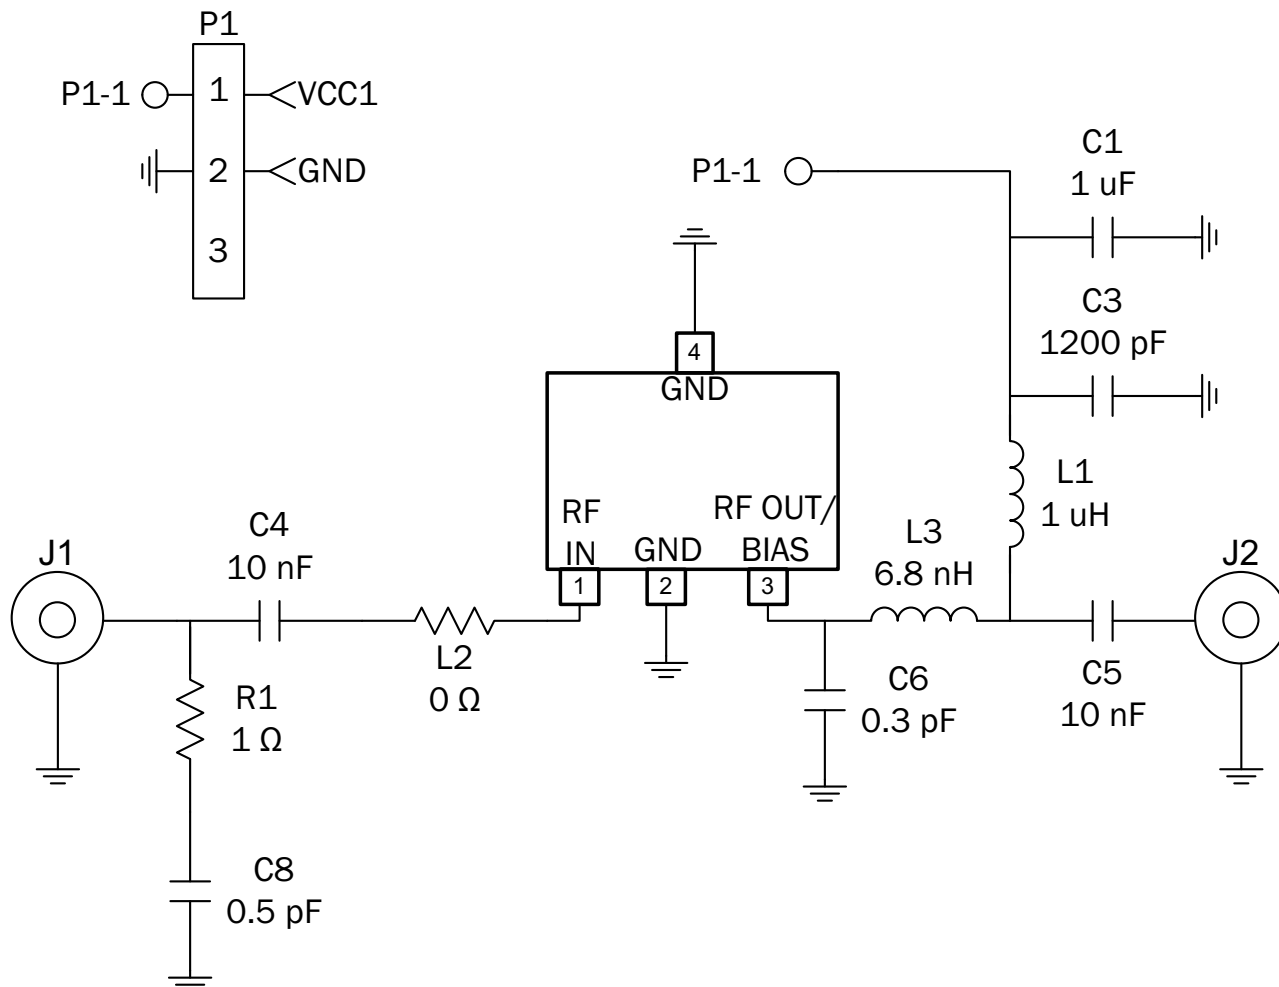 P1
P1-1
1
VCC1
2
GND
3
P1-1
C1
1 uF
C3
1200 pF
4
GND
L1
1 uH
RF
IN
GND
RF OUT/
BIAS
1
2
3
J1
C4
10 nF
L2
0 Ω
R1
1 Ω
C8
0.5 pF
L3
6.8 nH
C6
0.3 pF
C5
10 nF
J2